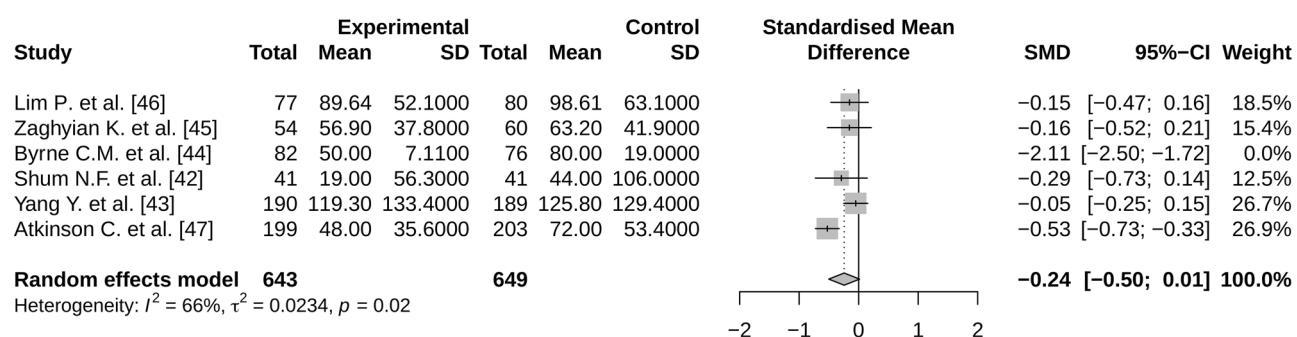 Experimental Control Standardised Mean
Study Total Mean SD Total Mean SD Difference SMD 95%−CI Weight
Lim P. et al. [46] 77 89.64 52.1000 80 98.61 63.1000 −0.15 [−0.47; 0.16] 18.5%
Zaghyian K. et al. [45] 54 56.90 37.8000 60 63.20 41.9000 −0.16 [−0.52; 0.21] 15.4%
Byrne C.M. et al. [44] 82 50.00 7.1100 76 80.00 19.0000 −2.11 [−2.50; −1.72] 0.0%
Shum N.F. et al. [42] 41 19.00 56.3000 41 44.00 106.0000 −0.29 [−0.73; 0.14] 12.5%
Yang Y. et al. [43] 190 119.30 133.4000 189 125.80 129.4000 −0.05 [−0.25; 0.15] 26.7%
Atkinson C. et al. [47] 199 48.00 35.6000 203 72.00 53.4000 −0.53 [−0.73; −0.33] 26.9%
Random effects model 643 649 −0.24 [−0.50; 0.01] 100.0%
Heterogeneity: I² = 66%, τ² = 0.0234, p = 0.02
−2 −1 0 1 2